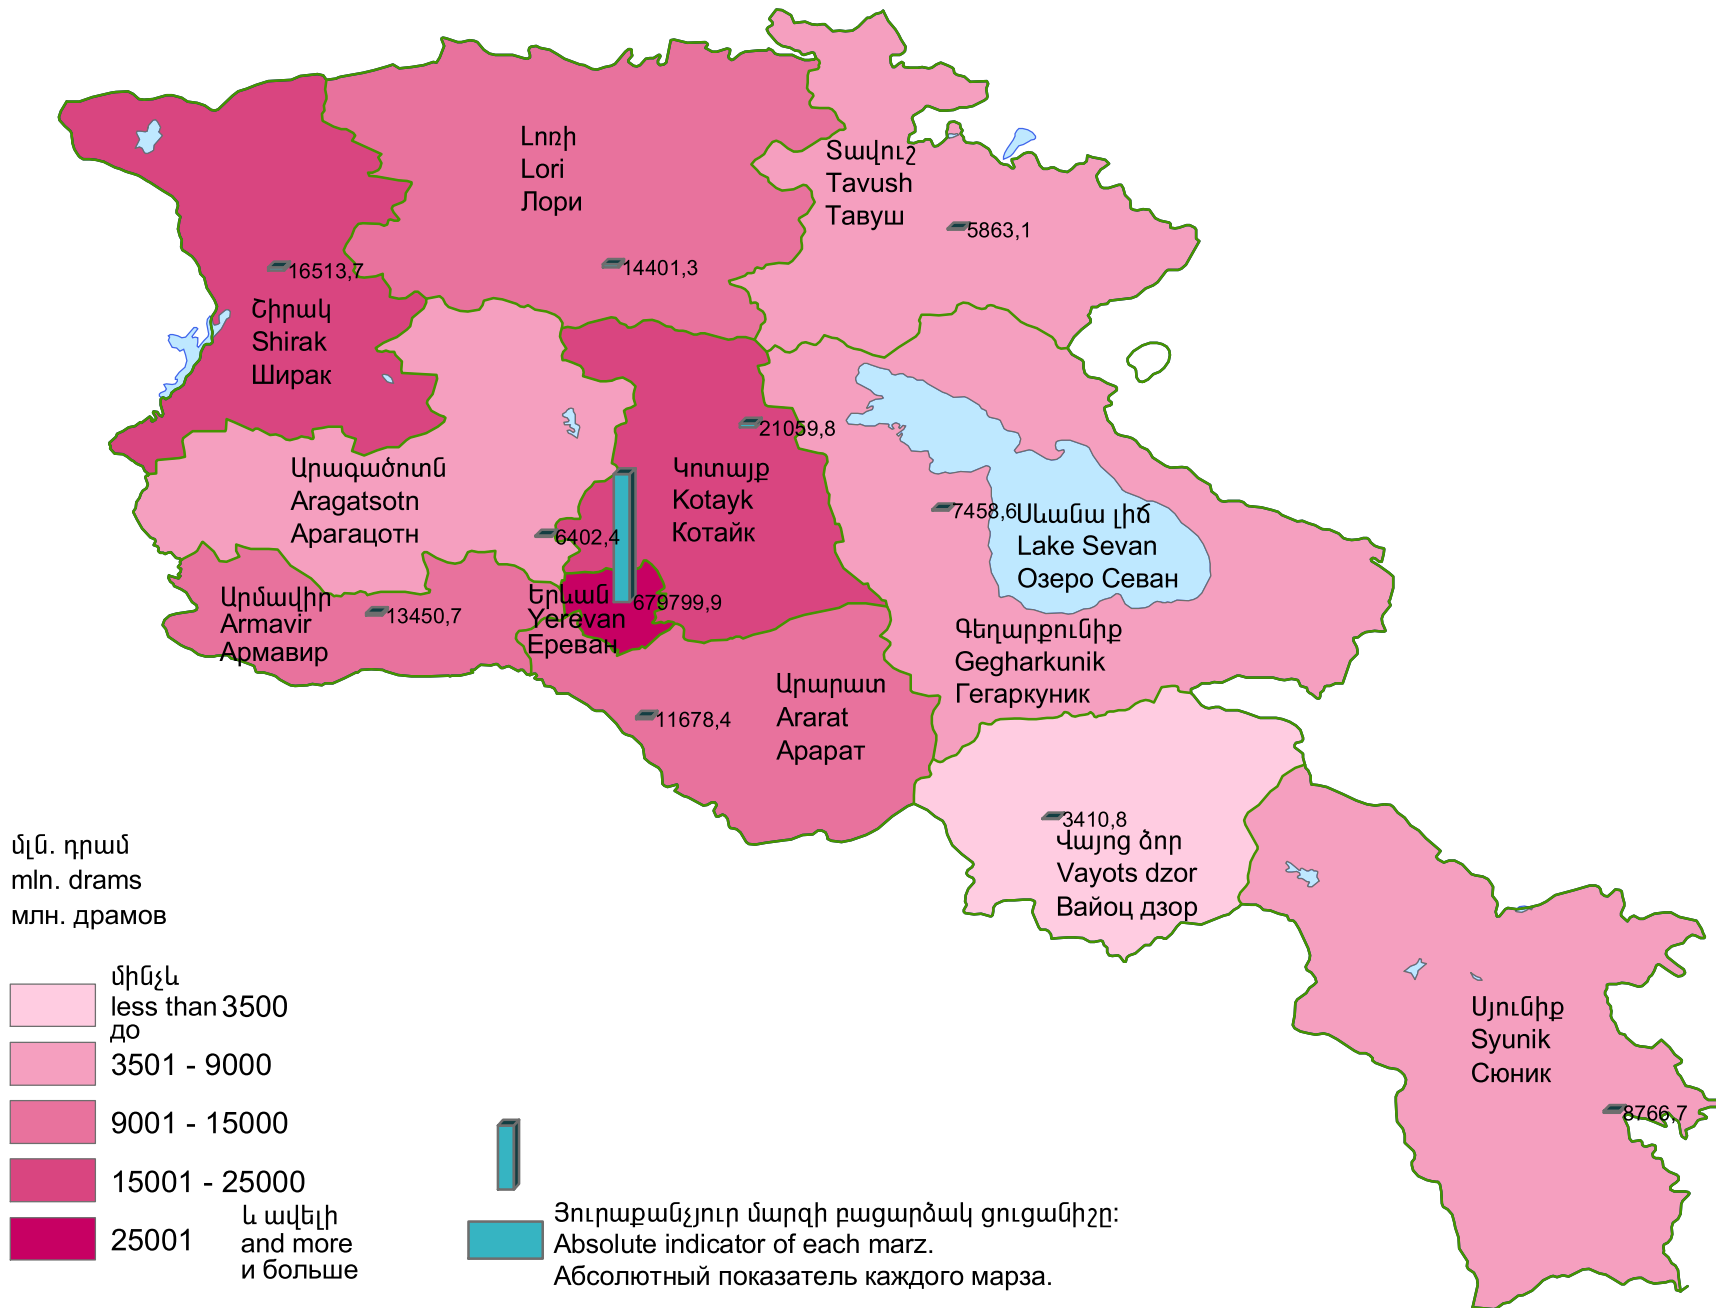 Լոռի
Lori
Лори
14401,3
Տավուշ
Tavush
Тавуш
5863,1
16513,7
Շիրակ
Shirak
Ширак
21059,8
Կոտայք
Kotayk
Котайк
Արագածոտն
Aragatsotn
Арагацотн
6402,4
7458,6
Սևանա լիճ
Lake Sevan
Озеро Севан
Արմավիր
Armavir
Армавир
13450,7
Երևան
Yerevan
Ереван
679799,9
Գեղարքունիք
Gegharkunik
Гегаркуник
Արարատ
Ararat
Арарат
11678,4
3410,8
Վայոց ձոր
Vayots dzor
Вайоц дзор
Սյունիք
Syunik
Сюник
8766,7
մլն. դրամ
mln. drams
млн. драмов
մինչև
less than 3500
до
3501 - 9000
9001 - 15000
15001 - 25000
և ավելի
25001 and more
и больше
Յուրաքանչյուր մարզի բացարձակ ցուցանիշը:
Absolute indicator of each marz.
Абсолютный показатель каждого марза.